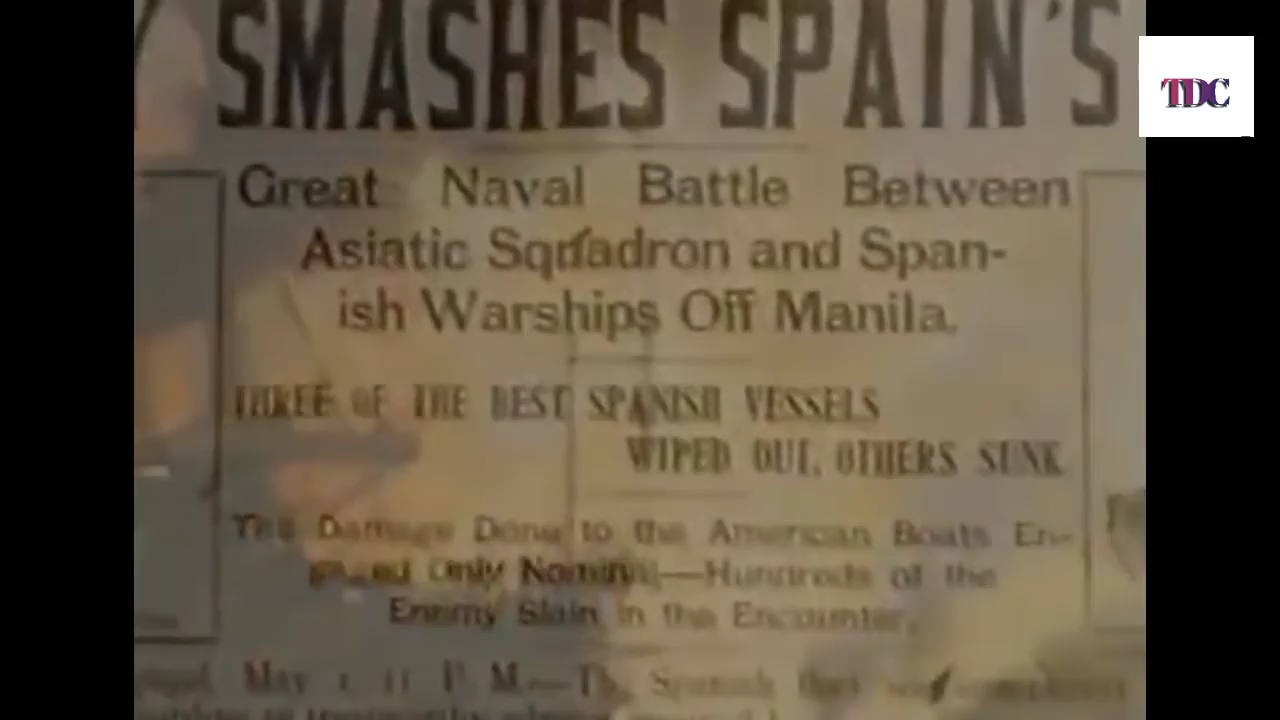 SMASHES SPAIN'S
TDC
Great Naval Battle Between
Asiatic Squadron and Span-
ish Warships Off Manila.
THREE OF THE BEST SPANISH VESSELS
WIPED OUT, OTHERS SUNK
The Damage Done to the American Boats En-
gaged Only Nominal—Hundreds of the
Enemy Slain in the Encounter.
May 1, 11 P. M.—The Spanish